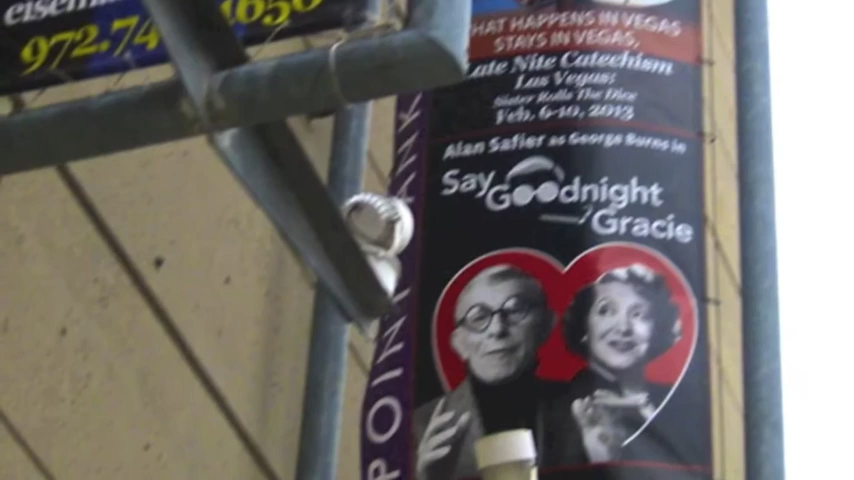 972.74
1650
HAT HAPPENS IN VEGAS
STAYS IN VEGAS,
Late Nite Catechism
Las Vegas:
Sister Rolls The Dice
Feb. 6-10, 2013
Alan Safier as George Burns in
Say Goodnight
Gracie
POINT
ANK